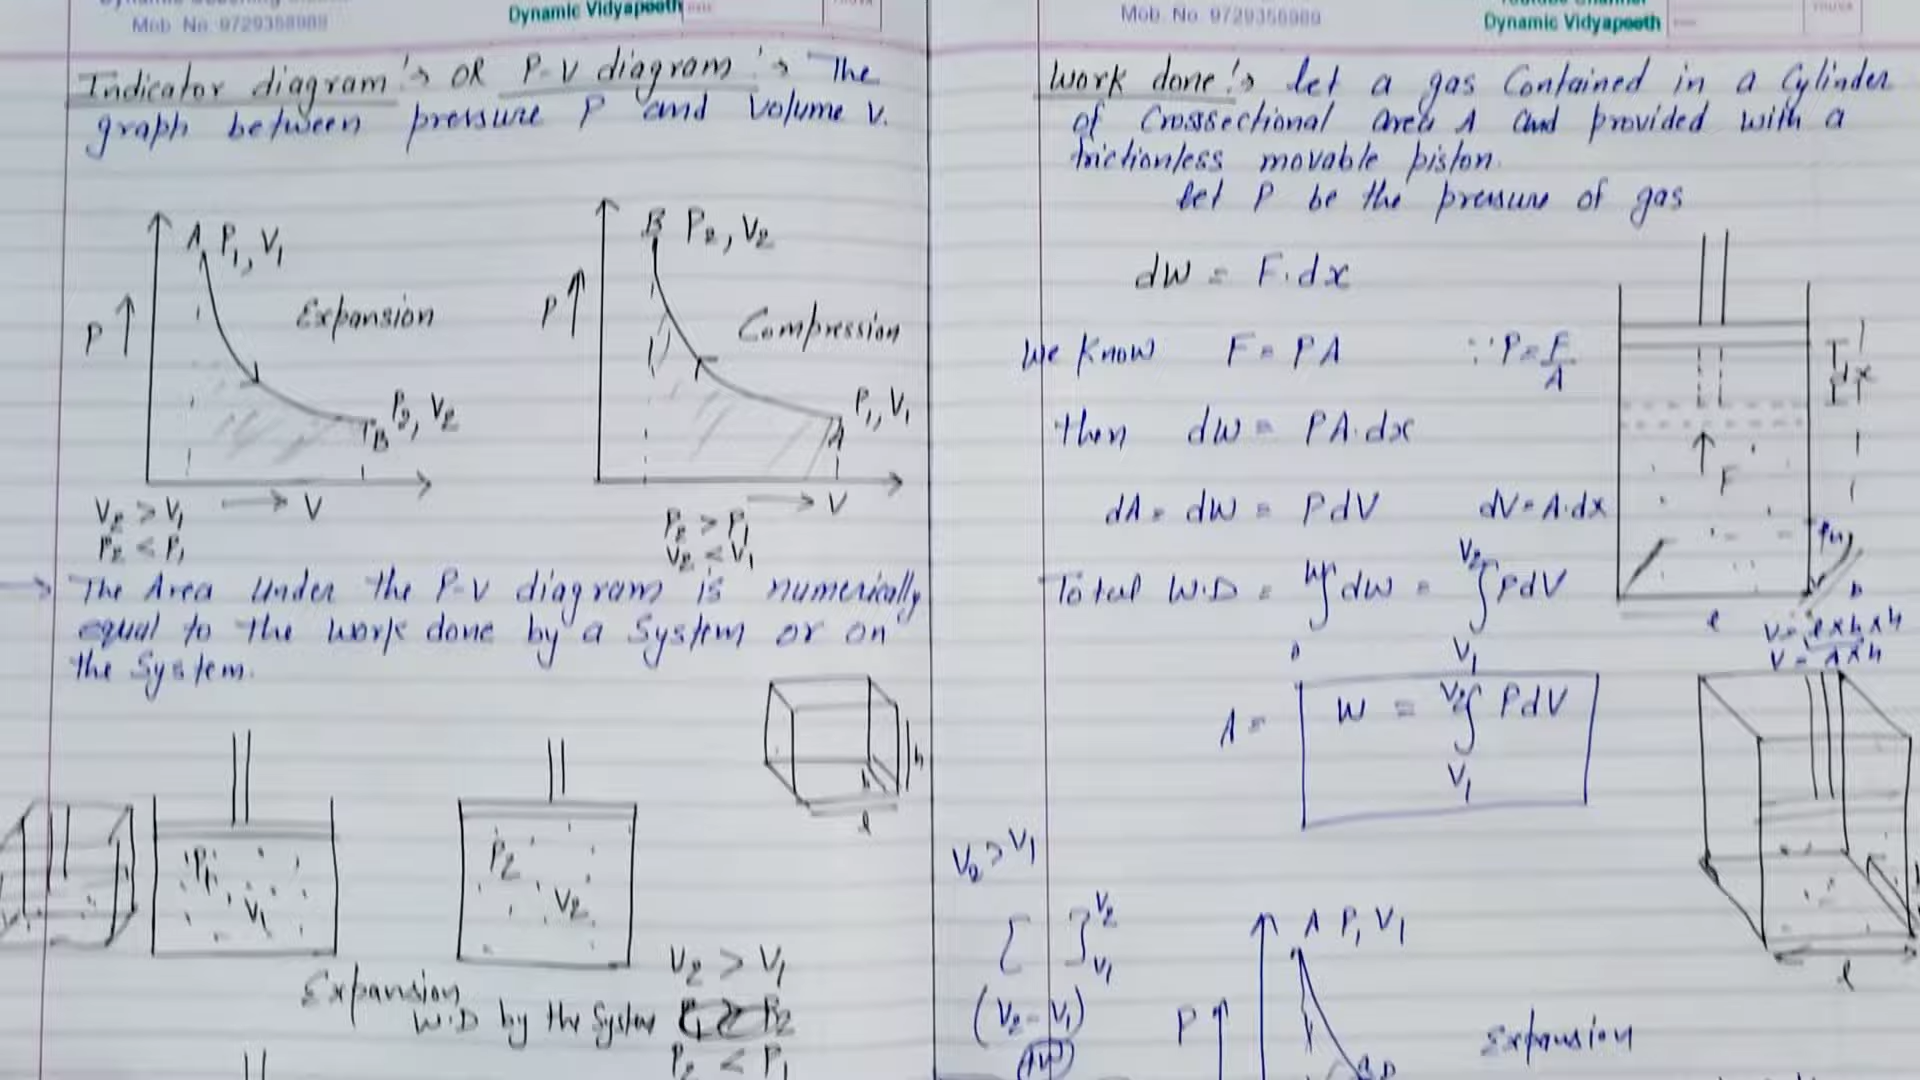 Mob. No. 9729358989
Dynamic Vidyapeeth
Indicator diagram :→ OR P-V diagram :→ The
graph between pressure P and Volume V.
A P₁, V₁
P ↑
Expansion
B P₂, V₂
→ V
V₂ > V₁
P₂ < P₁
B P₂, V₂
P ↑
Compression
P₁, V₁
A
→ V
P₂ > P₁
V₂ < V₁
→ The Area under the P-V diagram is numerically
equal to the work done by a System or on
the System.
h
l
P₁
V₁
P₂
V₂
Expansion
W.D by the System
V₂ > V₁
P₂ < P₁
Mob. No. 9729358989
Dynamic Vidyapeeth
Work done :→ let a gas Contained in a Cylinder
of Crosssectional area A and provided with a
frictionless movable piston.
let P be the pressure of gas
dW = F.dx
We Know F = PA ∵ P = F/A
then dW = PA.dx
dA = dW = PdV dV = A.dx
Total W.D = ∫dW = V₁∫V₂ PdV
dx
F
l
A = W = V₁∫V₂ PdV
V₂ > V₁
[ ]V₁V₂
(V₂ - V₁)
A P, V₁
P ↑
Expansion
l